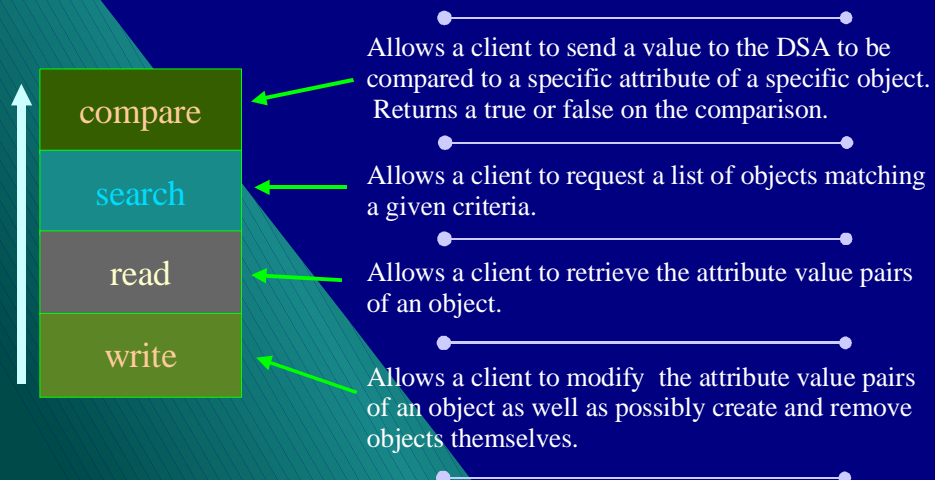 Allows a client to send a value to the DSA to be
compared to a specific attribute of a specific object.
Returns a true or false on the comparison.
compare
Allows a client to request a list of objects matching
a given criteria.
search
Allows a client to retrieve the attribute value pairs
of an object.
read
Allows a client to modify the attribute value pairs
of an object as well as possibly create and remove
objects themselves.
write